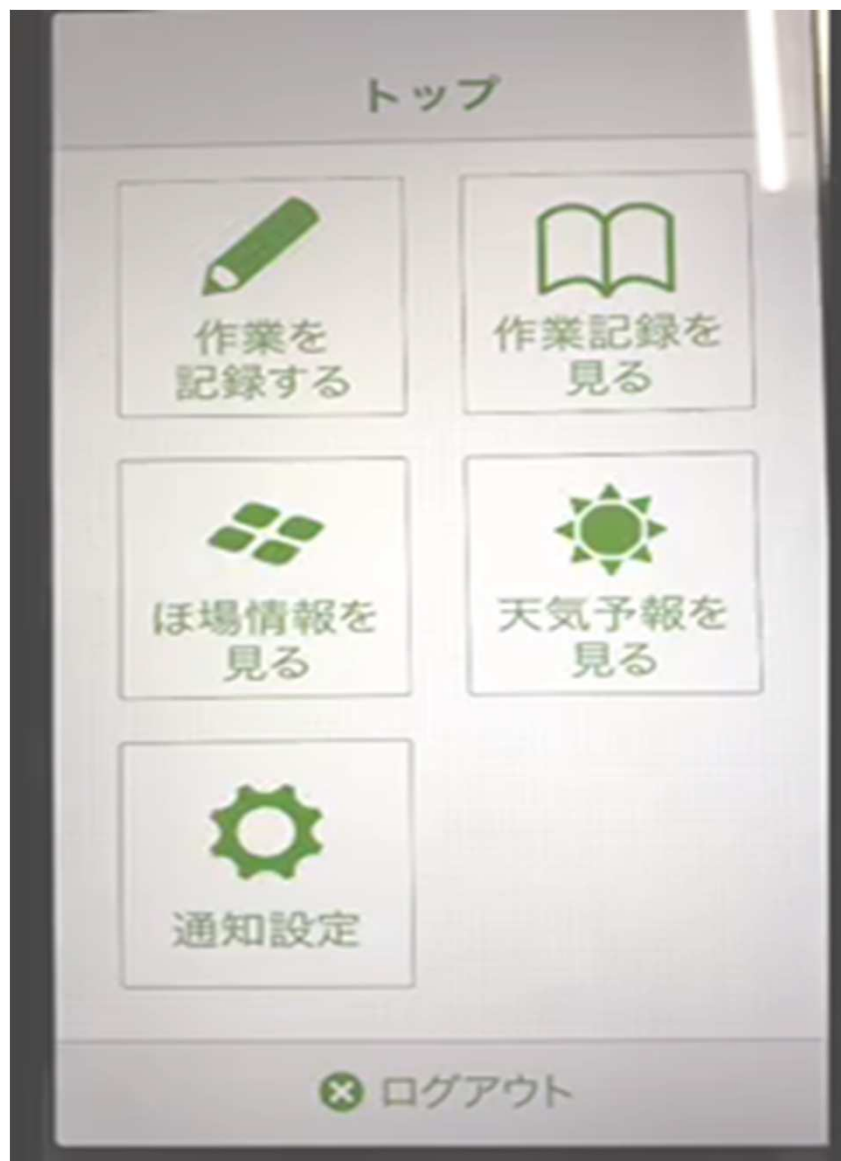 トップ
作業を
記録する
作業記録を
見る
ほ場情報を
見る
天気予報を
見る
通知設定
ログアウト